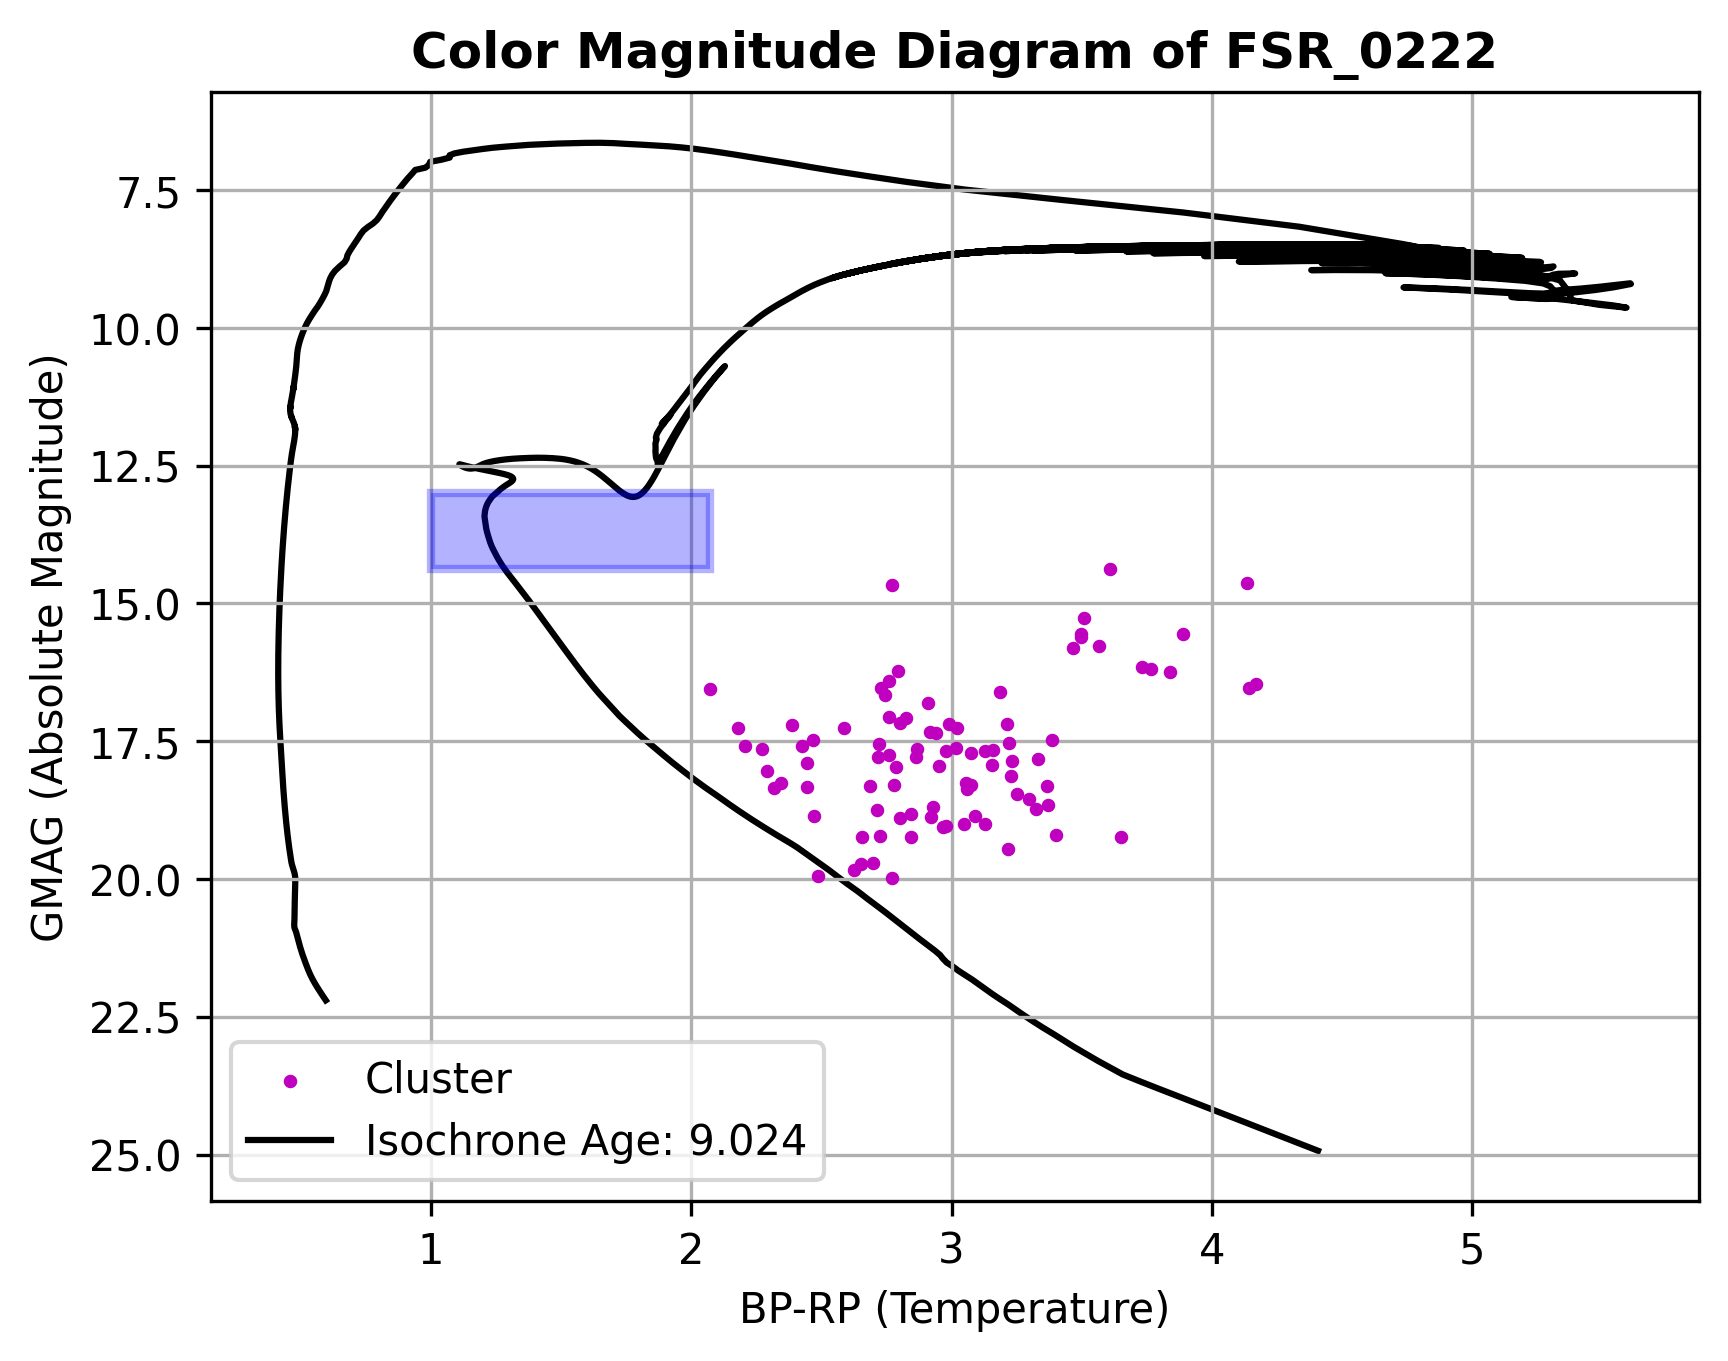 Color Magnitude Diagram of FSR_0222
GMAG (Absolute Magnitude)
7.5
10.0
12.5
15.0
17.5
20.0
22.5
25.0
Cluster
Isochrone Age: 9.024
1 2 3 4 5
BP-RP (Temperature)